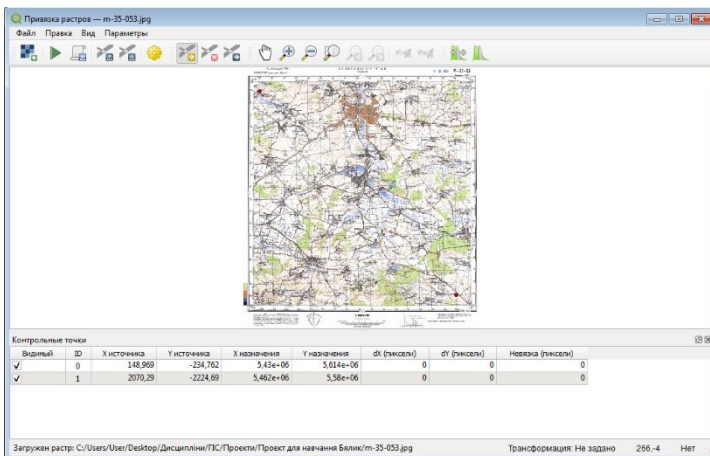 Привязка растров — m-35-053.jpg
Файл Правка Вид Параметры
Контрольные точки
Видимый ID X источника Y источника X назначения Y назначения dX (пиксели) dY (пиксели) Невязка (пиксели)
0 148,969 -234,762 5,43e+06 5,614e+06 0 0 0
1 2070,29 -2224,69 5,462e+06 5,58e+06 0 0 0
Загружен растр: C:/Users/User/Desktop/Дисципліни/ГІС/Проекти/Проект для навчання Бялик/m-35-053.jpg Трансформация: Не задано 266,-4 Нет